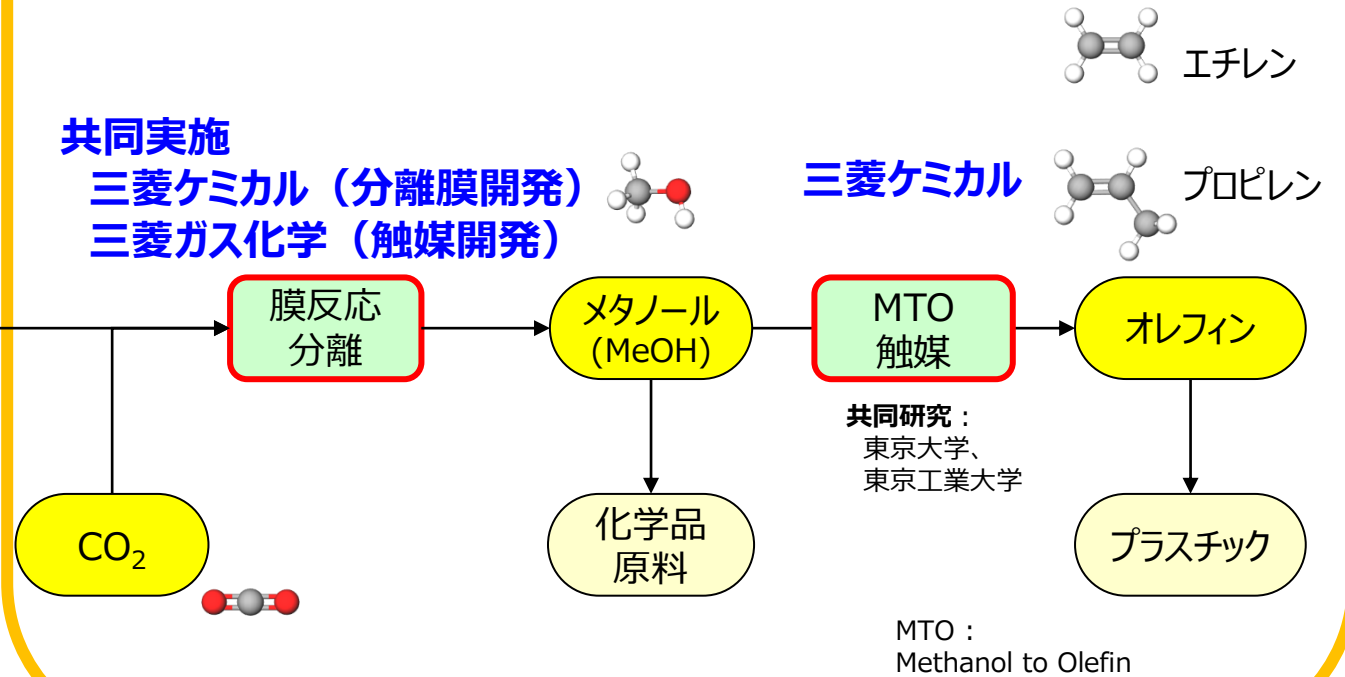 エチレン
共同実施
三菱ケミカル（分離膜開発）
三菱ガス化学（触媒開発）
三菱ケミカル
プロピレン
膜反応
分離
メタノール
(MeOH)
MTO
触媒
オレフィン
共同研究：
東京大学、
東京工業大学
CO₂
化学品
原料
プラスチック
MTO：
Methanol to Olefin